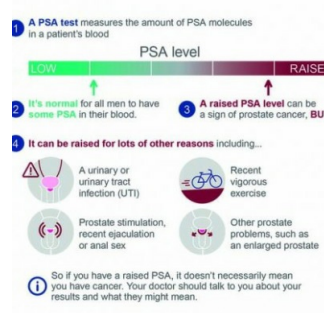 1 A PSA test measures the amount of PSA molecules
in a patient's blood
PSA level
LOW RAISE
2 It's normal for all men to have
some PSA in their blood.
3 A raised PSA level can be
a sign of prostate cancer, BU
4 It can be raised for lots of other reasons including...
A urinary or
urinary tract
infection (UTI)
Recent
vigorous
exercise
Prostate stimulation,
recent ejaculation
or anal sex
Other prostate
problems, such as
an enlarged prostate
So if you have a raised PSA, it doesn't necessarily mean
you have cancer. Your doctor should talk to you about your
results and what they might mean.